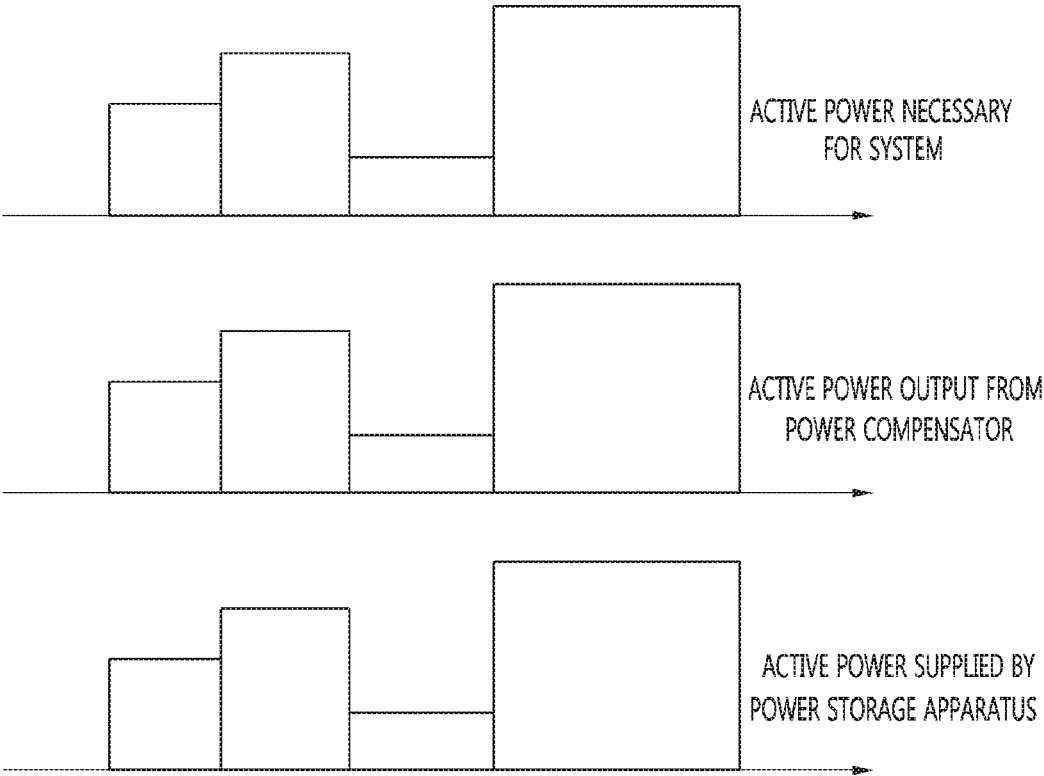 ACTIVE POWER NECESSARY
FOR SYSTEM
ACTIVE POWER OUTPUT FROM
POWER COMPENSATOR
ACTIVE POWER SUPPLIED BY
POWER STORAGE APPARATUS